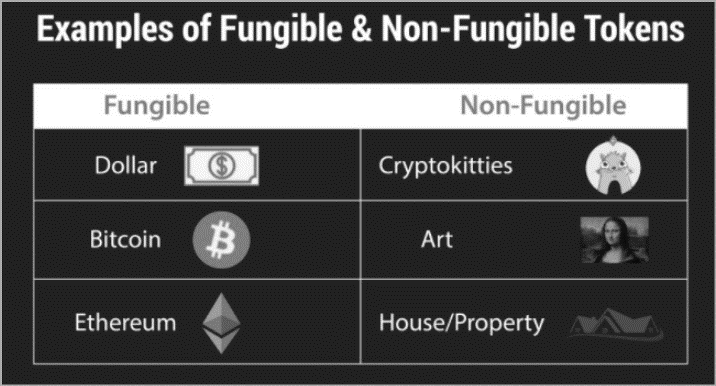 Examples of Fungible & Non-Fungible Tokens
Fungible Non-Fungible
Dollar $ Cryptokitties
Bitcoin ₿ Art
Ethereum House/Property